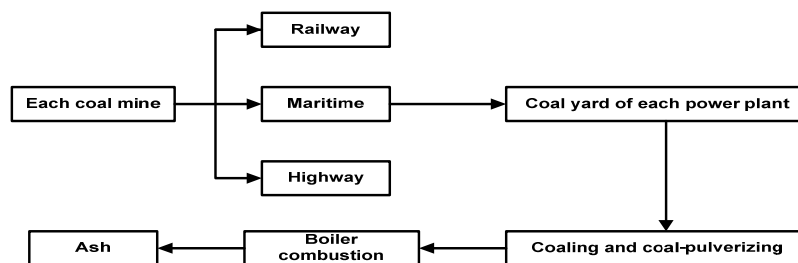 Railway
Each coal mine
Maritime
Coal yard of each power plant
Highway
Ash
Boiler
combustion
Coaling and coal-pulverizing